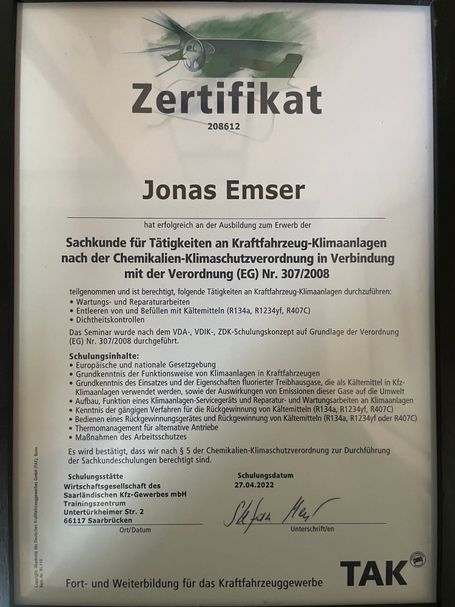 Zertifikat
208612
Jonas Emser
hat erfolgreich an der Ausbildung zum Erwerb der
Sachkunde für Tätigkeiten an Kraftfahrzeug-Klimaanlagen
nach der Chemikalien-Klimaschutzverordnung in Verbindung
mit der Verordnung (EG) Nr. 307/2008
teilgenommen und ist berechtigt, folgende Tätigkeiten an Kraftfahrzeug-Klimaanlagen durchzuführen:
• Wartungs- und Reparaturarbeiten
• Entleeren von und Befüllen mit Kältemitteln (R134a, R1234yf, R407C)
• Dichtheitskontrollen
Das Seminar wurde nach dem VDA-, VDIK-, ZDK-Schulungskonzept auf Grundlage der Verordnung
(EG) Nr. 307/2008 durchgeführt.
Schulungsinhalte:
• Europäische und nationale Gesetzgebung
• Grundkenntnis der Funktionsweise von Klimaanlagen in Kraftfahrzeugen
• Grundkenntnis des Einsatzes und der Eigenschaften fluorierter Treibhausgase, die als Kältemittel in Kfz-
Klimaanlagen verwendet werden, sowie der Auswirkungen von Emissionen dieser Gase auf die Umwelt
• Aufbau, Funktion eines Klimaanlagen-Servicegeräts und Reparatur- und Wartungsarbeiten an Klimaanlagen
• Kenntnis der gängigen Verfahren für die Rückgewinnung von Kältemitteln (R134a, R1234yf, R407C)
• Bedienen eines Rückgewinnungsgerätes und Rückgewinnung von Kältemitteln (R134a, R1234yf oder R407C)
• Thermomanagement für alternative Antriebe
• Maßnahmen des Arbeitsschutzes
Es wird bestätigt, dass wir nach § 5 der Chemikalien-Klimaschutzverordnung zur Durchführung
der Sachkundeschulungen berechtigt sind.
Schulungsstätte
Wirtschaftsgesellschaft des
Saarländischen Kfz-Gewerbes mbH
Trainingszentrum
Untertürkheimer Str. 2
66117 Saarbrücken
Ort/Datum
Schulungsdatum
27.04.2022
Unterschrift/en
Fort- und Weiterbildung für das Kraftfahrzeuggewerbe
TAK